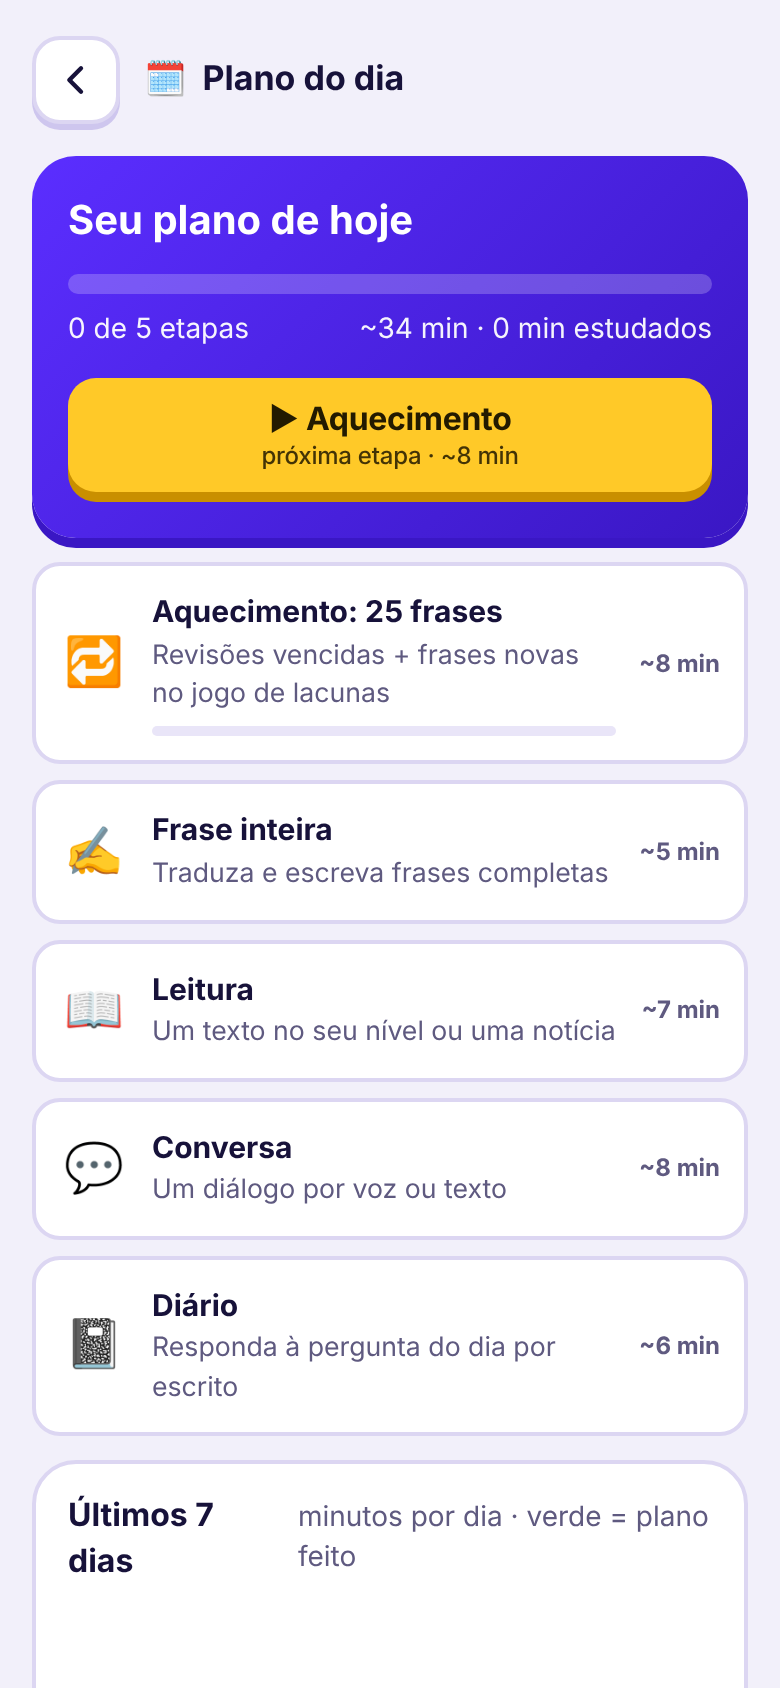 Plano do dia
Seu plano de hoje
0 de 5 etapas
~34 min · 0 min estudados
▶ Aquecimento
próxima etapa · ~8 min
Aquecimento: 25 frases
Revisões vencidas + frases novas
no jogo de lacunas
~8 min
Frase inteira
Traduza e escreva frases completas
~5 min
Leitura
Um texto no seu nível ou uma notícia
~7 min
Conversa
Um diálogo por voz ou texto
~8 min
Diário
Responda à pergunta do dia por
escrito
~6 min
Últimos 7
dias
minutos por dia · verde = plano
feito